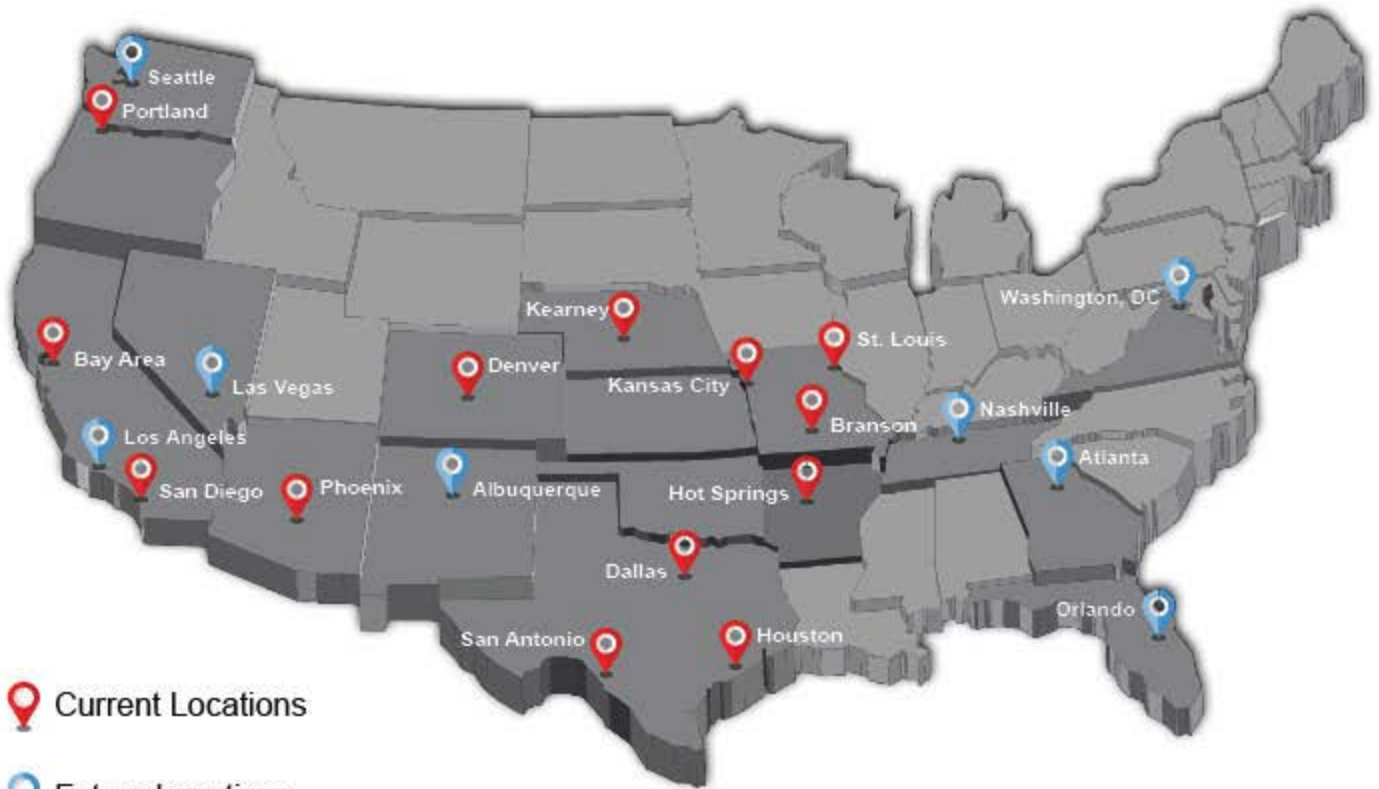 Seattle
Portland
Washington, DC
Kearney
St. Louis
Bay Area
Denver
Kansas City
Las Vegas
Nashville
Branson
Los Angeles
Atlanta
San Diego
Phoenix
Albuquerque
Hot Springs
Dallas
Orlando
San Antonio
Houston
Current Locations